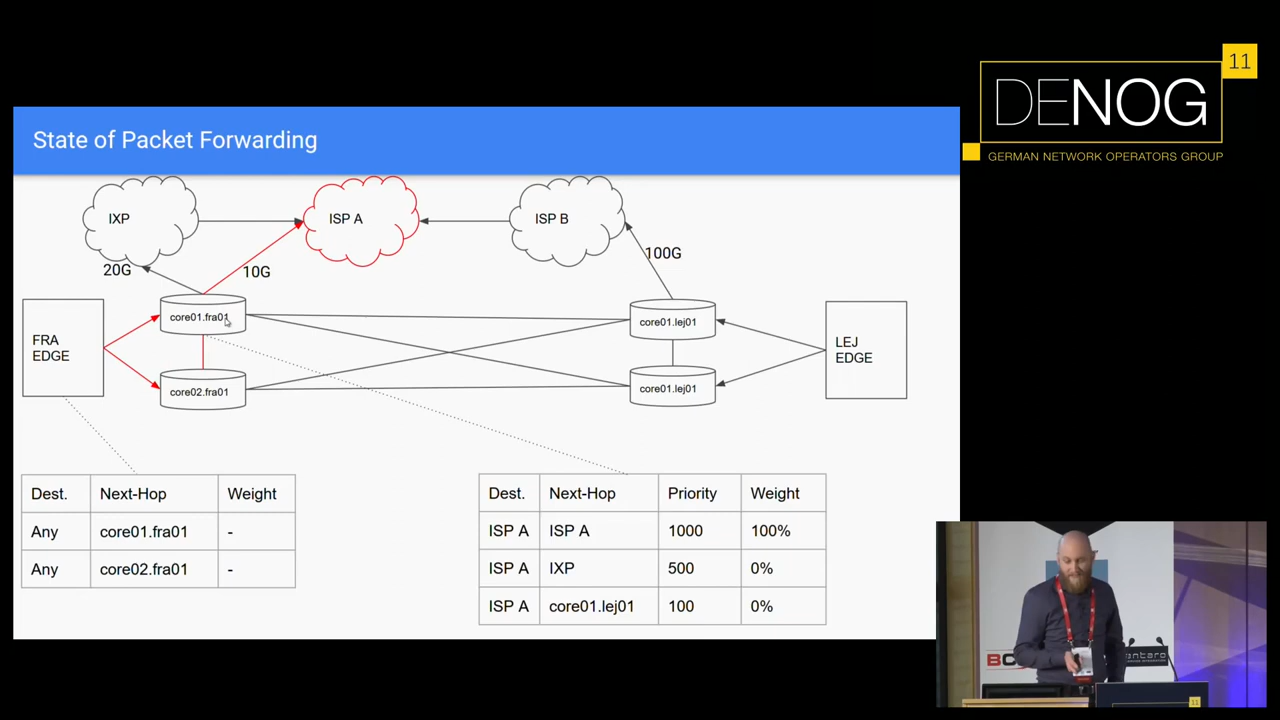 11
DENOG
GERMAN NETWORK OPERATORS GROUP
State of Packet Forwarding
IXP
ISP A
ISP B
20G
10G
100G
FRA
EDGE
core01.fra01
core02.fra01
core01.lej01
core01.lej01
LEJ
EDGE
Dest. Next-Hop Weight
Any core01.fra01 -
Any core02.fra01 -
Dest. Next-Hop Priority Weight
ISP A ISP A 1000 100%
ISP A IXP 500 0%
ISP A core01.lej01 100 0%
11